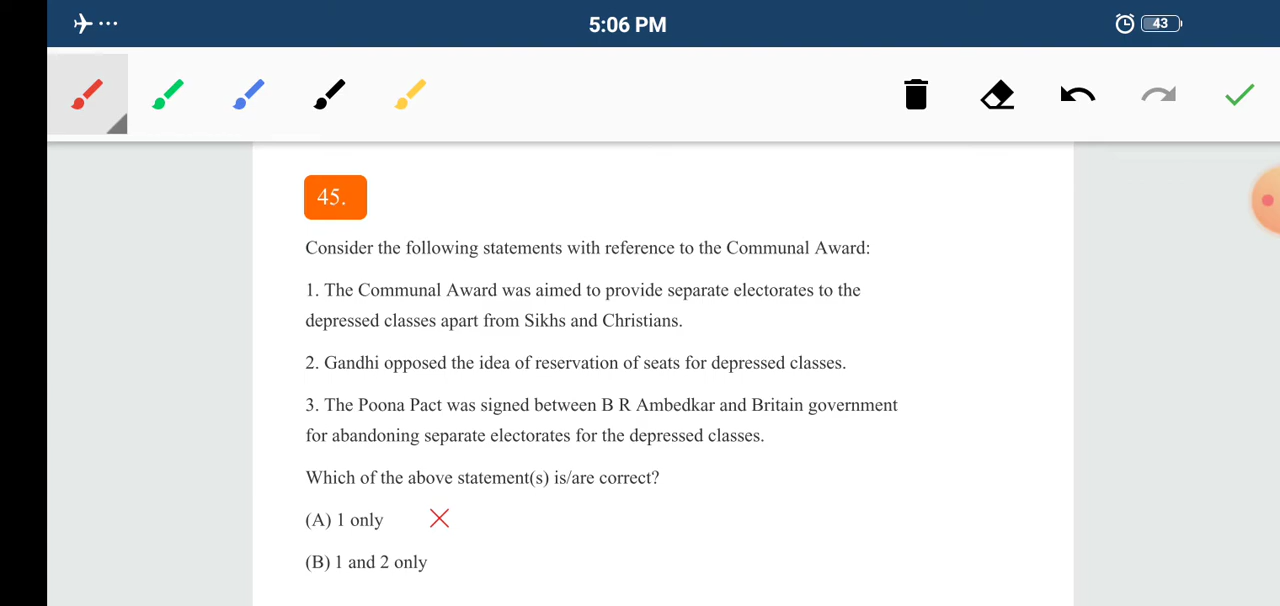 5:06 PM
43
45.
Consider the following statements with reference to the Communal Award:
1. The Communal Award was aimed to provide separate electorates to the
depressed classes apart from Sikhs and Christians.
2. Gandhi opposed the idea of reservation of seats for depressed classes.
3. The Poona Pact was signed between B R Ambedkar and Britain government
for abandoning separate electorates for the depressed classes.
Which of the above statement(s) is/are correct?
(A) 1 only
(B) 1 and 2 only